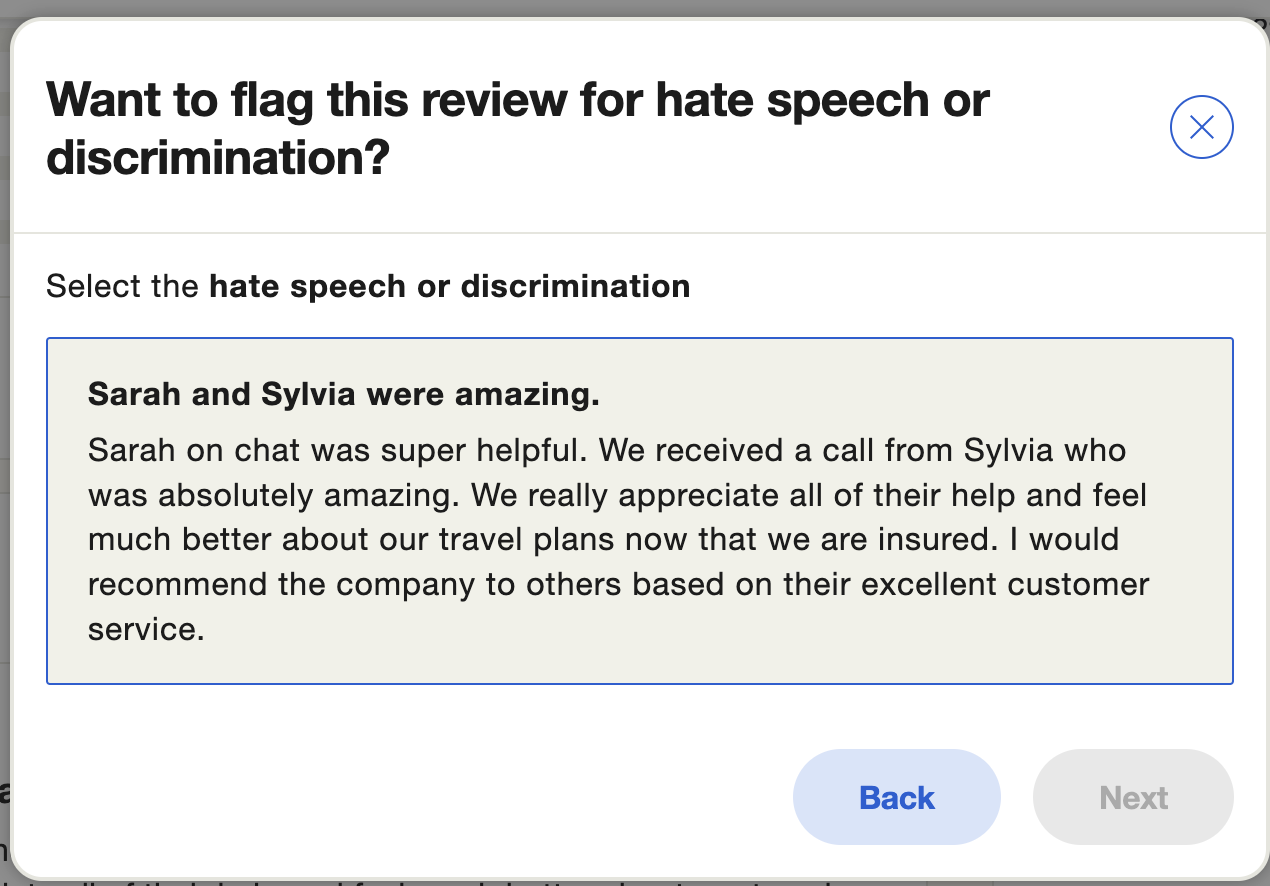 Want to flag this review for hate speech or
discrimination?
Select the hate speech or discrimination
Sarah and Sylvia were amazing.
Sarah on chat was super helpful. We received a call from Sylvia who
was absolutely amazing. We really appreciate all of their help and feel
much better about our travel plans now that we are insured. I would
recommend the company to others based on their excellent customer
service.
Back
Next